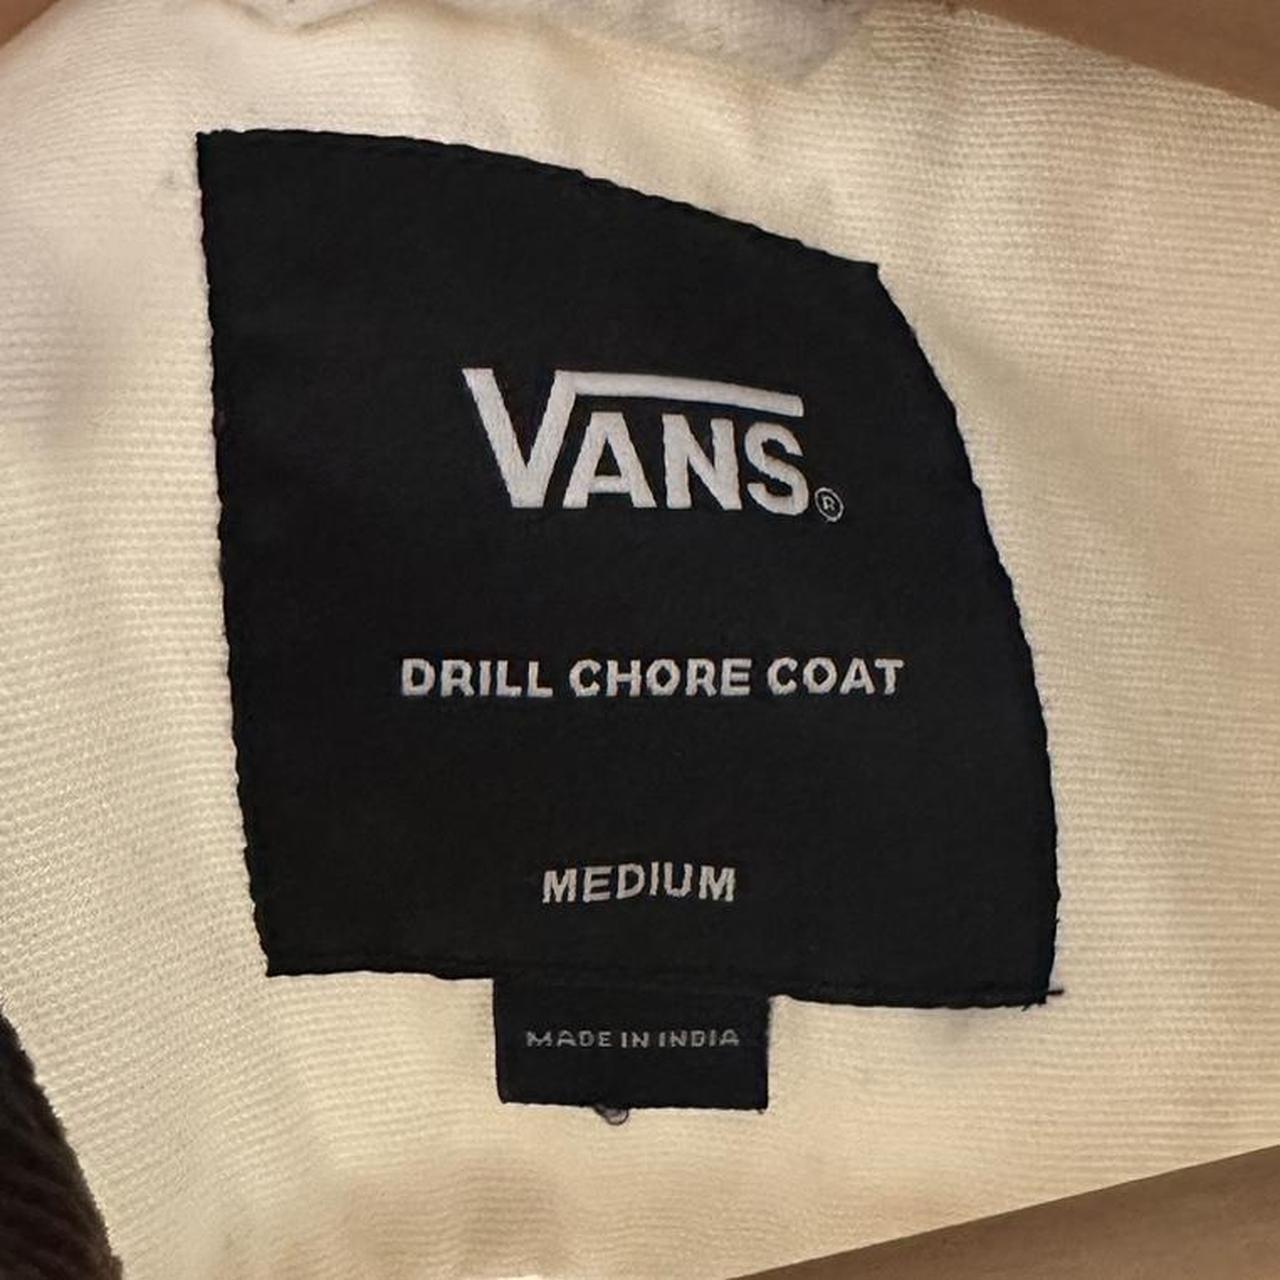 VANS®
DRILL CHORE COAT
MEDIUM
MADE IN INDIA